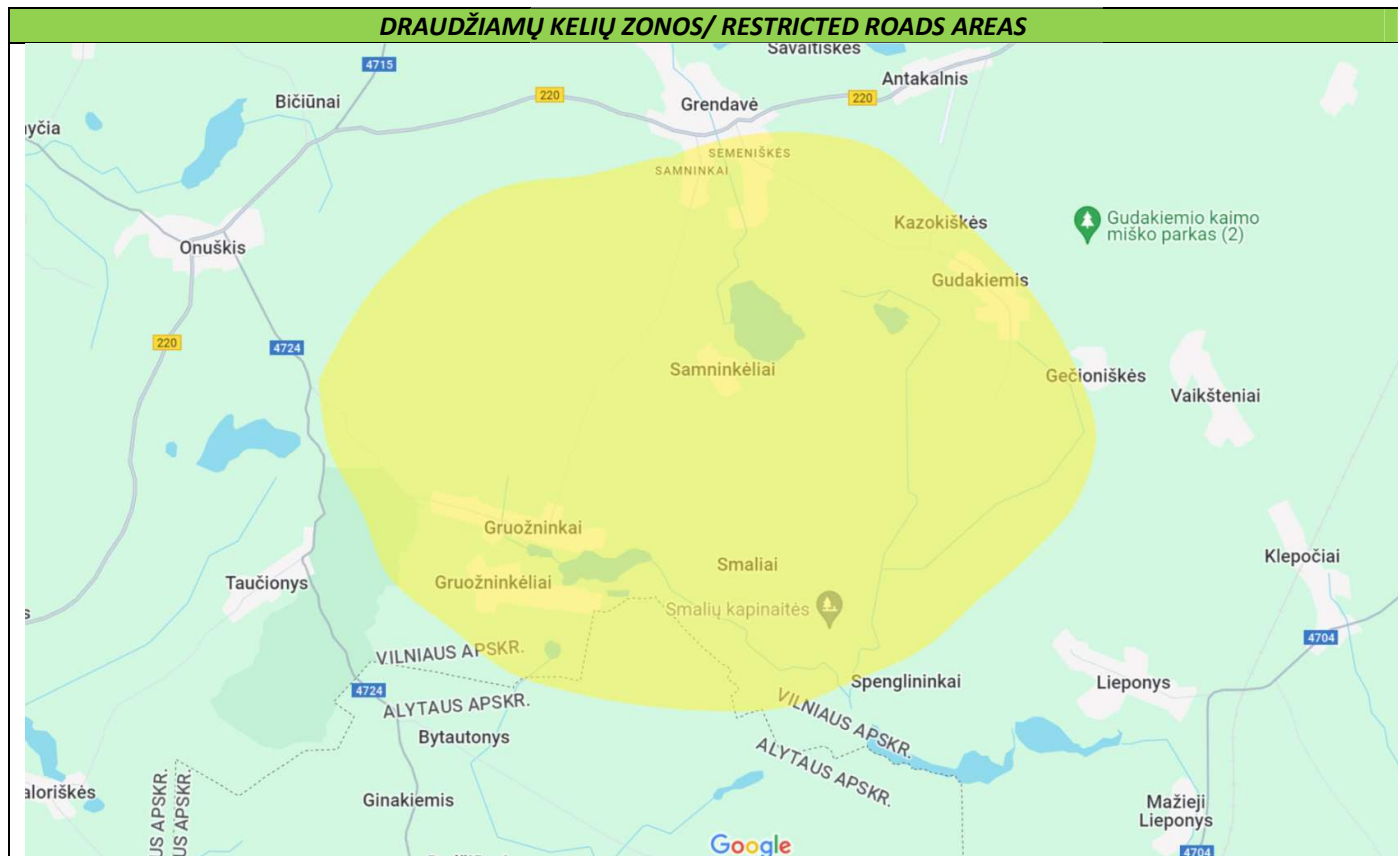 DRAUDŽIAMŲ KELIŲ ZONOS/ RESTRICTED ROADS AREAS
Savaitiškės
4715
Antakalnis
Bičiūnai
220
Grendavė
220
SEMENIŠKĖS
SAMNINKAI
Kazokiškės
Gudakiemio kaimo
miško parkas (2)
Onuškis
Gudakiemis
220
4724
Samninkėliai
Gečioniškės
Vaikšteniai
Gruožninkai
Klepočiai
Smaliai
Taučionys
Gruožninkėliai
Smalių kapinaitės
4704
VILNIAUS APSKR.
Spenglininkai
Lieponys
4724
ALYTAUS APSKR.
VILNIAUS APSKR.
Bytautonys
ALYTAUS APSKR.
Ginakiemis
Mažieji
Lieponys
Google
4704